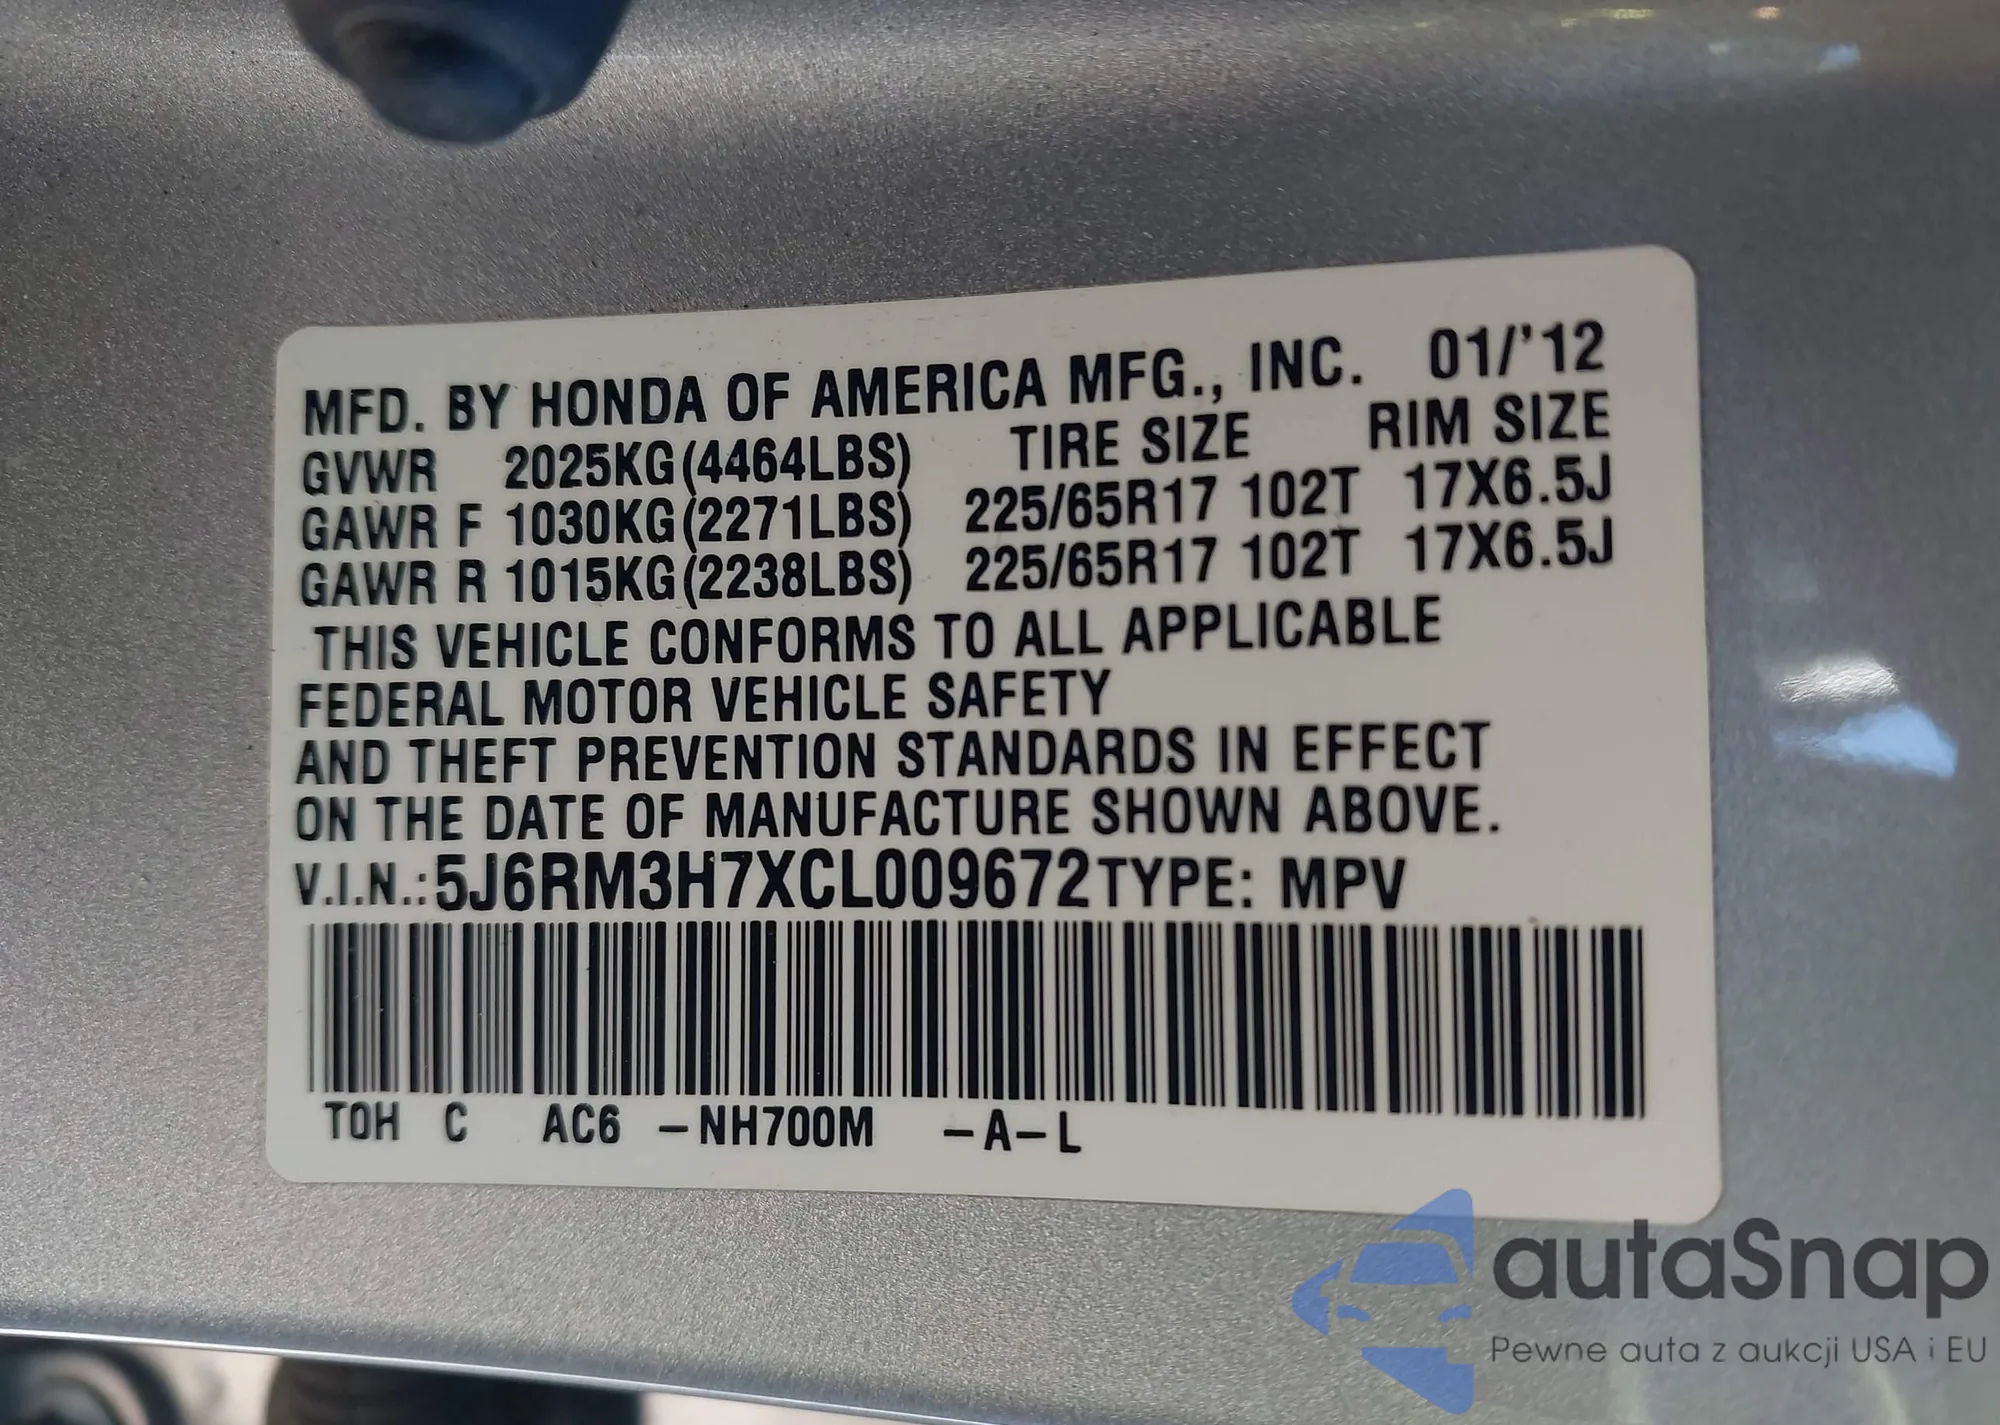 MFD. BY HONDA OF AMERICA MFG., INC. 01/'12
GVWR 2025KG(4464LBS) TIRE SIZE RIM SIZE
GAWR F 1030KG(2271LBS) 225/65R17 102T 17X6.5J
GAWR R 1015KG(2238LBS) 225/65R17 102T 17X6.5J
THIS VEHICLE CONFORMS TO ALL APPLICABLE
FEDERAL MOTOR VEHICLE SAFETY
AND THEFT PREVENTION STANDARDS IN EFFECT
ON THE DATE OF MANUFACTURE SHOWN ABOVE.
V.I.N.:5J6RM3H7XCL009672TYPE: MPV
TOH C AC6 –NH700M –A–L
autaSnap
Pewne auta z aukcji USA i EU